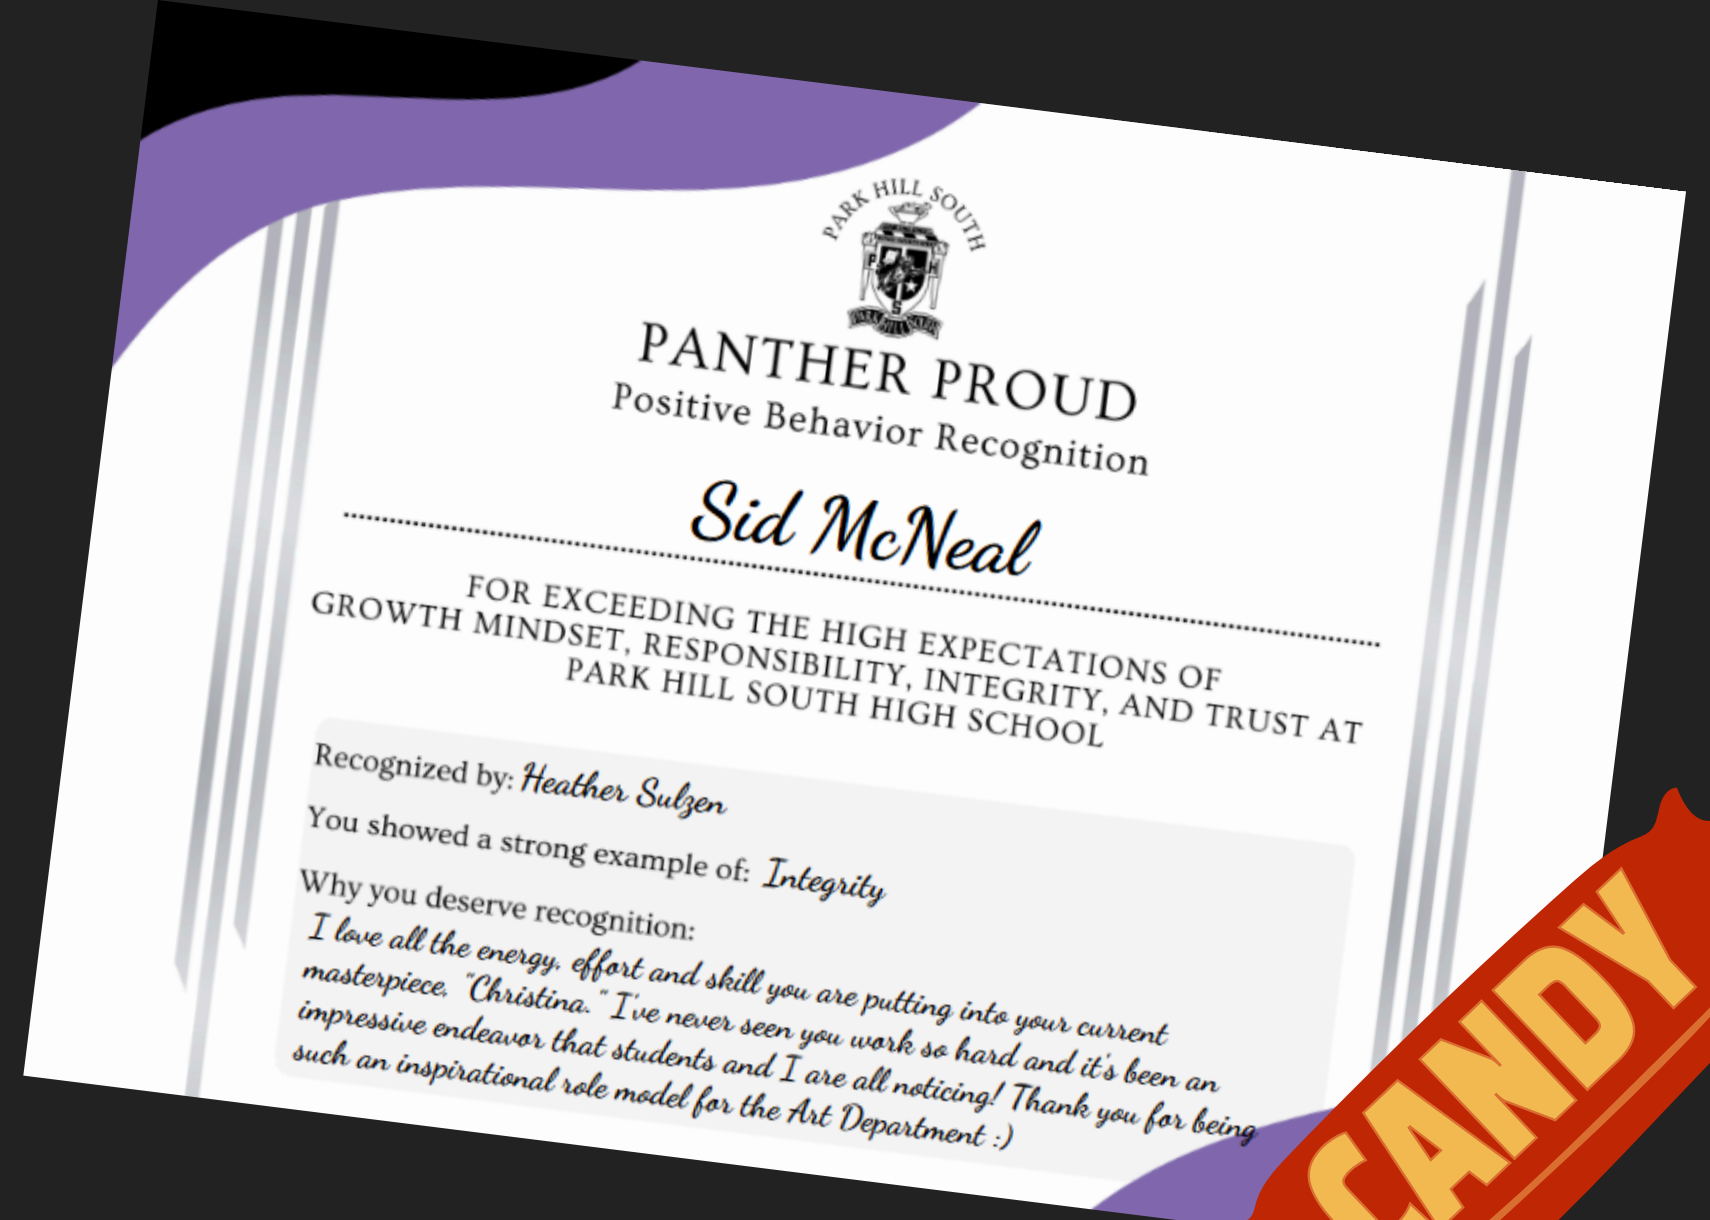 PARK HILL SOUTH
P H
S
PARK HILL SOUTH
PANTHER PROUD
Positive Behavior Recognition
Sid McNeal
FOR EXCEEDING THE HIGH EXPECTATIONS OF
GROWTH MINDSET, RESPONSIBILITY, INTEGRITY, AND TRUST AT
PARK HILL SOUTH HIGH SCHOOL
Recognized by: Heather Sulzen
You showed a strong example of: Integrity
Why you deserve recognition:
I love all the energy, effort and skill you are putting into your current
masterpiece, "Christina." I've never seen you work so hard and it's been an
impressive endeavor that students and I are all noticing! Thank you for being
such an inspirational role model for the Art Department :)
CANDY